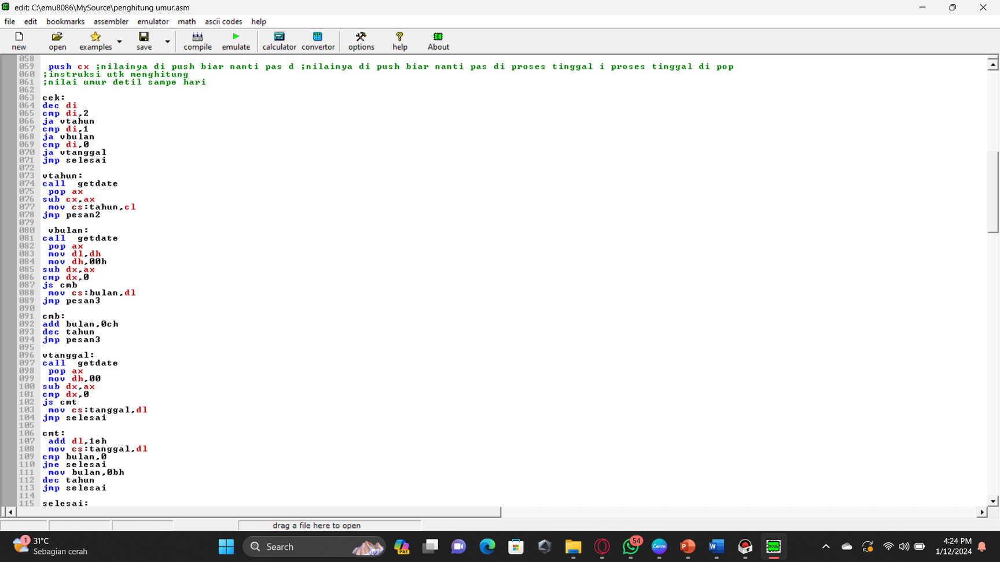 edit: C:\emu8086\MySource\penghitung umur.asm
file edit bookmarks assembler emulator math ascii codes help
new open examples save compile emulate calculator convertor options help About
058
059 push cx ;nilainya di push biar nanti pas d ;nilainya di push biar nanti pas di proses tinggal i proses tinggal di pop
060 ;instruksi utk menghitung
061 ;nilai umur detil sampe hari
062
063 cek:
064 dec di
065 cmp di,2
066 ja vtahun
067 cmp di,1
068 ja vbulan
069 cmp di,0
070 ja vtanggal
071 jmp selesai
072
073 vtahun:
074 call  getdate
075 pop ax
076 sub cx,ax
077 mov cs:tahun,cl
078 jmp pesan2
079
080 vbulan:
081 call  getdate
082 pop ax
083 mov dl,dh
084 mov dh,00h
085 sub dx,ax
086 cmp dx,0
087 js cmb
088 mov cs:bulan,dl
089 jmp pesan3
090
091 cmb:
092 add bulan,0ch
093 dec tahun
094 jmp pesan3
095
096 vtanggal:
097 call  getdate
098 pop ax
099 mov dh,00
100 sub dx,ax
101 cmp dx,0
102 js cmt
103 mov cs:tanggal,dl
104 jmp selesai
105
106 cmt:
107 add dl,1eh
108 mov cs:tanggal,dl
109 cmp bulan,0
110 jne selesai
111 mov bulan,0bh
112 dec tahun
113 jmp selesai
114
115 selesai:
drag a file here to open
1 31°C
Sebagian cerah
Search
PRE
54
8086
4:24 PM
1/12/2024